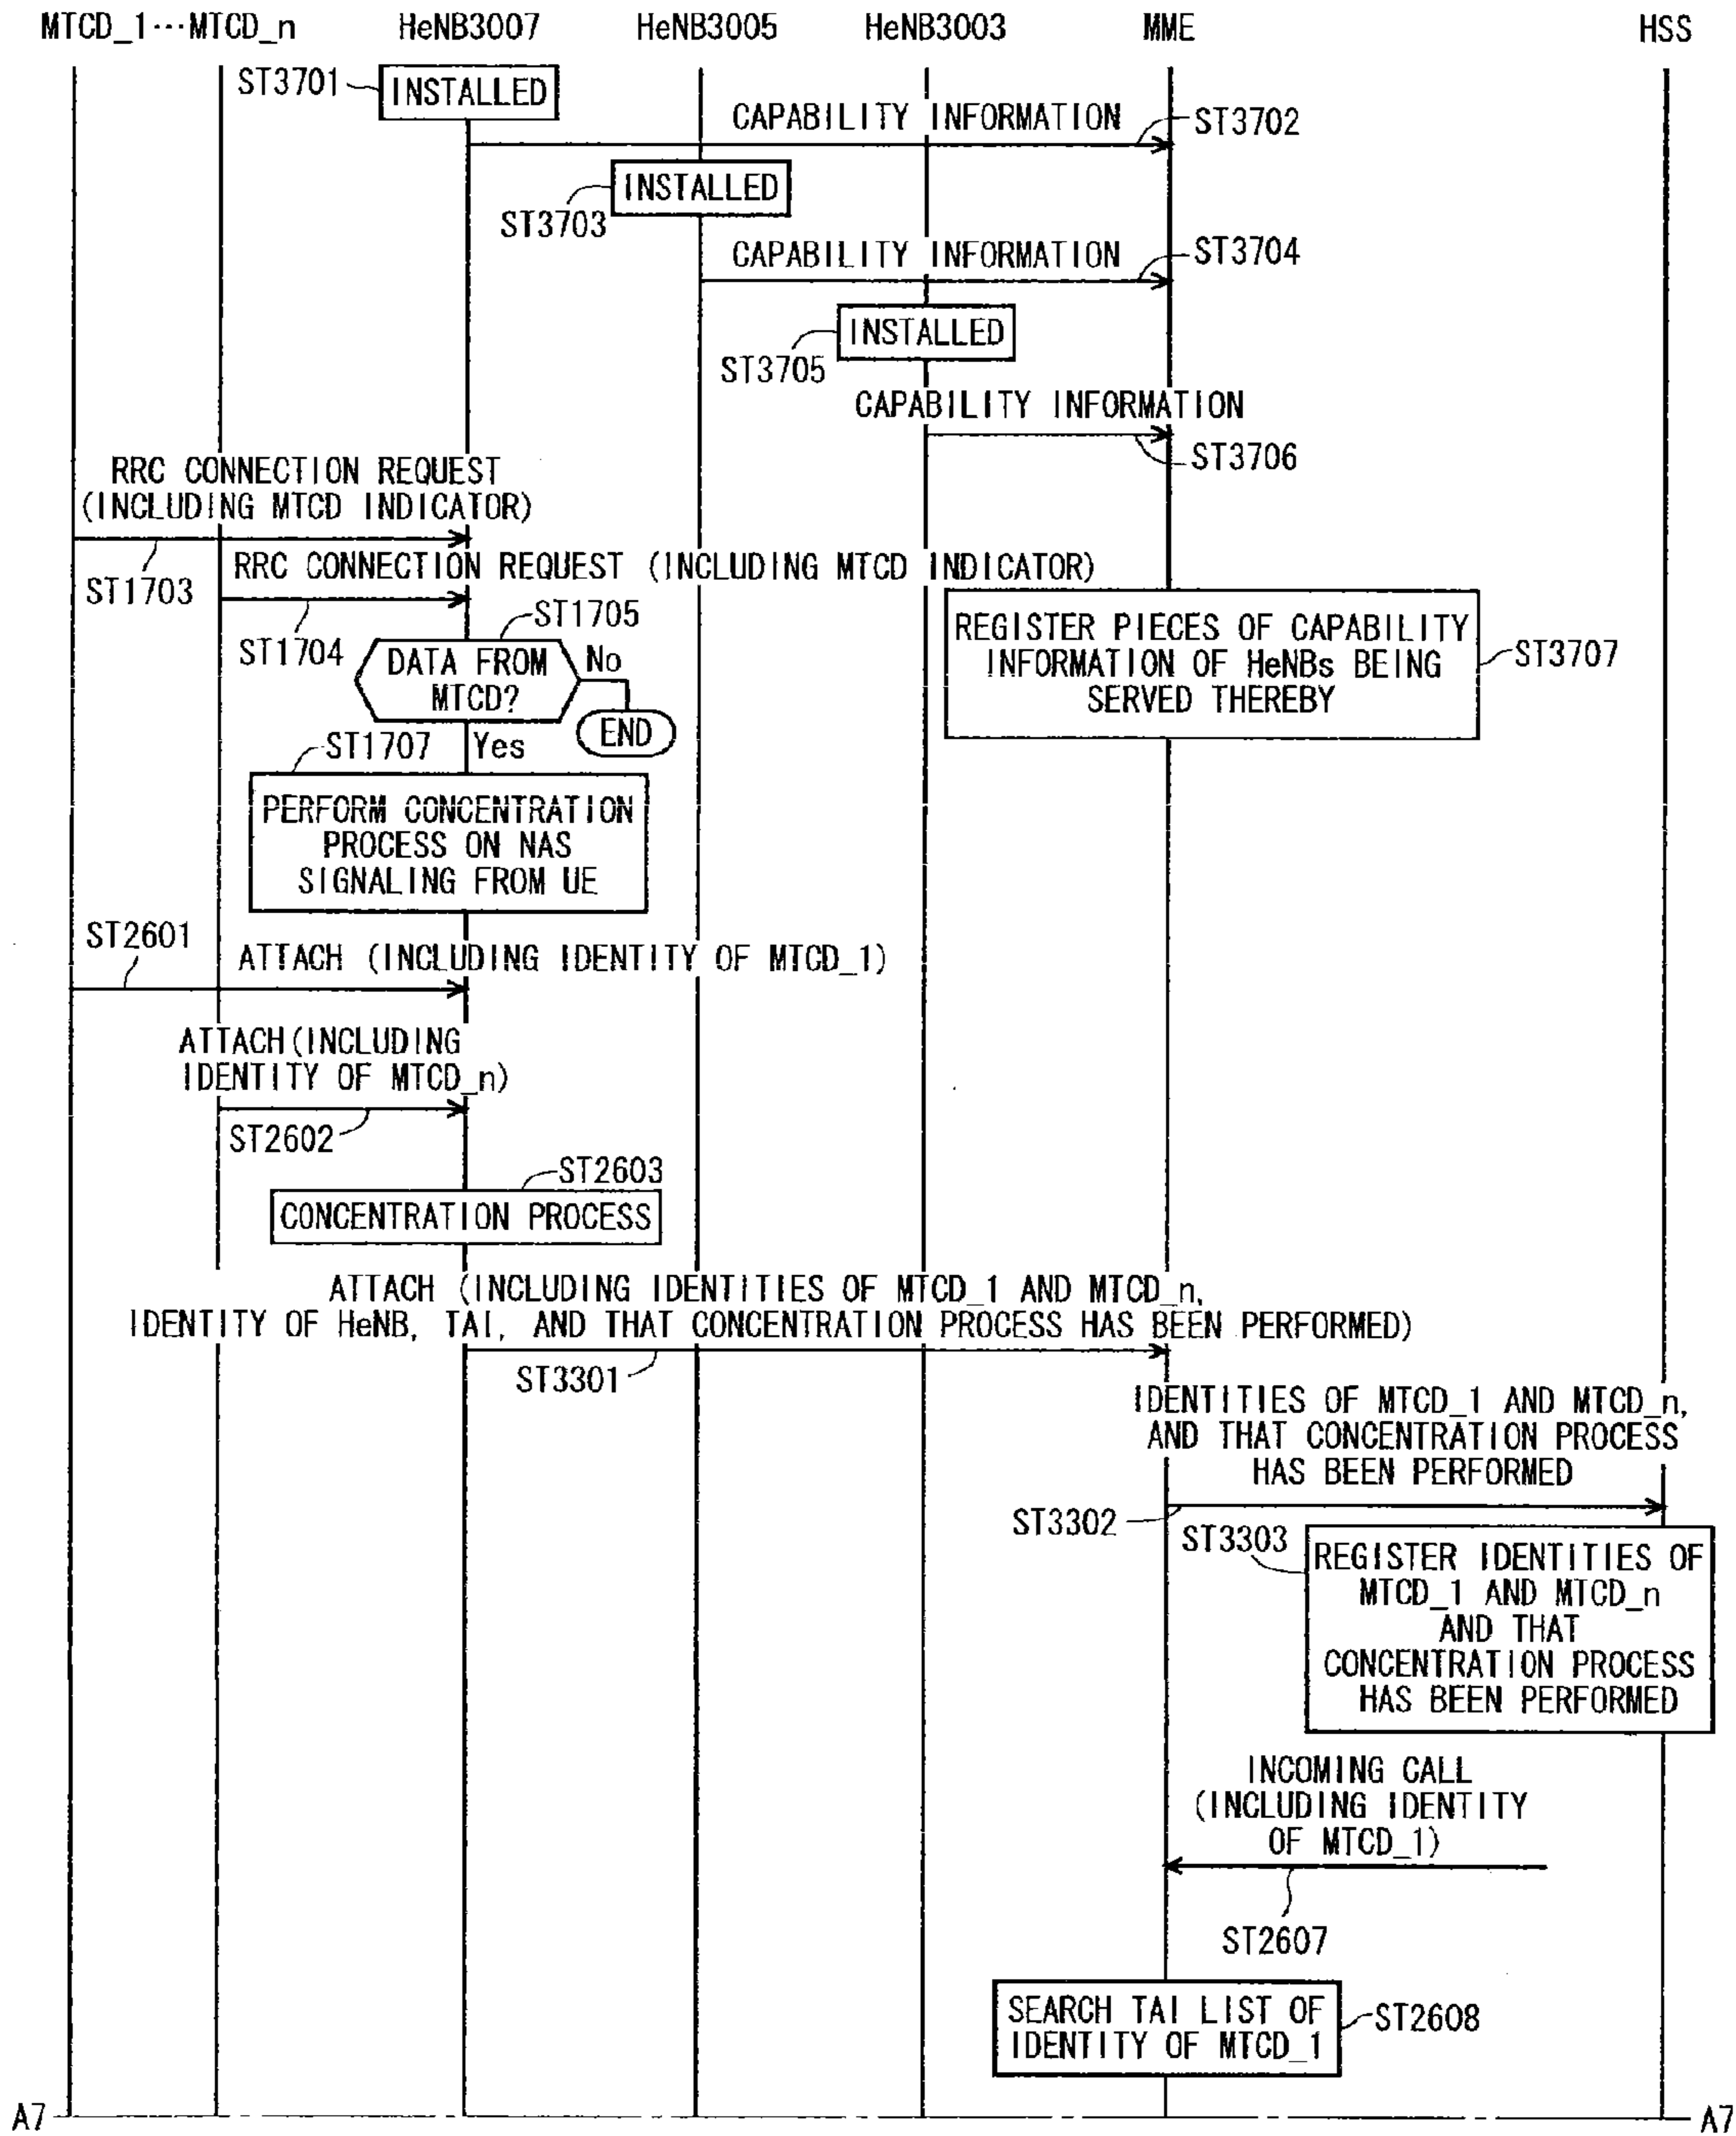 MTCD_1···MTCD_n HeNB3007 HeNB3005 HeNB3003 MME HSS
ST3701
INSTALLED
CAPABILITY INFORMATION
ST3702
INSTALLED
ST3703
CAPABILITY INFORMATION
ST3704
INSTALLED
ST3705
CAPABILITY INFORMATION
ST3706
RRC CONNECTION REQUEST
(INCLUDING MTCD INDICATOR)
ST1703
RRC CONNECTION REQUEST (INCLUDING MTCD INDICATOR)
ST1704
ST1705
DATA FROM
MTCD?
No
END
Yes
REGISTER PIECES OF CAPABILITY
INFORMATION OF HeNBs BEING
SERVED THEREBY
ST3707
ST1707
PERFORM CONCENTRATION
PROCESS ON NAS
SIGNALING FROM UE
ST2601
ATTACH (INCLUDING IDENTITY OF MTCD_1)
ATTACH(INCLUDING
IDENTITY OF MTCD_n)
ST2602
ST2603
CONCENTRATION PROCESS
ATTACH (INCLUDING IDENTITIES OF MTCD_1 AND MTCD_n,
IDENTITY OF HeNB, TAI, AND THAT CONCENTRATION PROCESS HAS BEEN PERFORMED)
ST3301
IDENTITIES OF MTCD_1 AND MTCD_n,
AND THAT CONCENTRATION PROCESS
HAS BEEN PERFORMED
ST3302
ST3303
REGISTER IDENTITIES OF
MTCD_1 AND MTCD_n
AND THAT
CONCENTRATION PROCESS
HAS BEEN PERFORMED
INCOMING CALL
(INCLUDING IDENTITY
OF MTCD_1)
ST2607
SEARCH TAI LIST OF
IDENTITY OF MTCD_1
ST2608
A7 A7